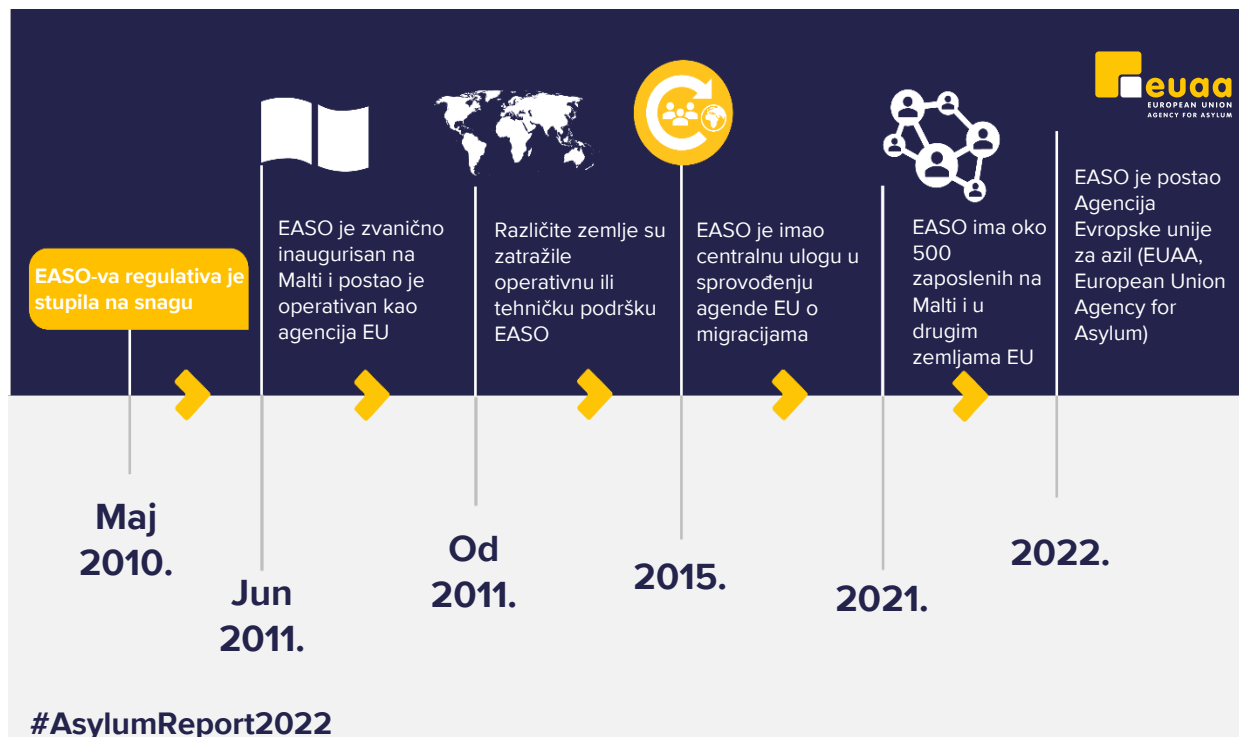 euaa
EUROPEAN UNION
AGENCY FOR ASYLUM
EASO-va regulativa je
stupila na snagu
Maj
2010.
EASO je zvanično
inaugurisan na
Malti i postao je
operativan kao
agencija EU
Jun
2011.
Različite zemlje su
zatražile
operativnu ili
tehničku podršku
EASO
Od
2011.
EASO je imao
centralnu ulogu u
sprovođenju
agende EU o
migracijama
2015.
EASO ima oko
500
zaposlenih na
Malti i u
drugim
zemljama EU
2021.
EASO je postao
Agencija
Evropske unije
za azil (EUAA,
European Union
Agency for
Asylum)
2022.
#AsylumReport2022